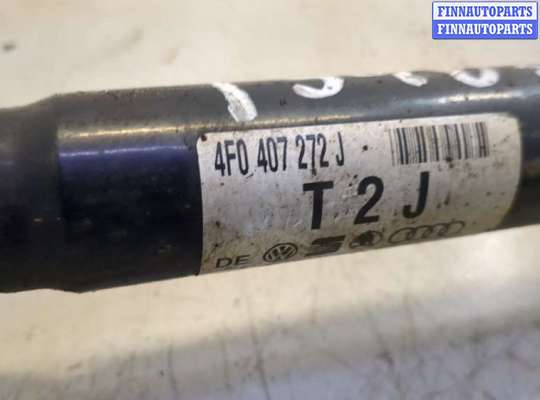 FINNAUTOPARTS
FINNAUTOPARTS
4F0 407 272 J
T 2 J
DE